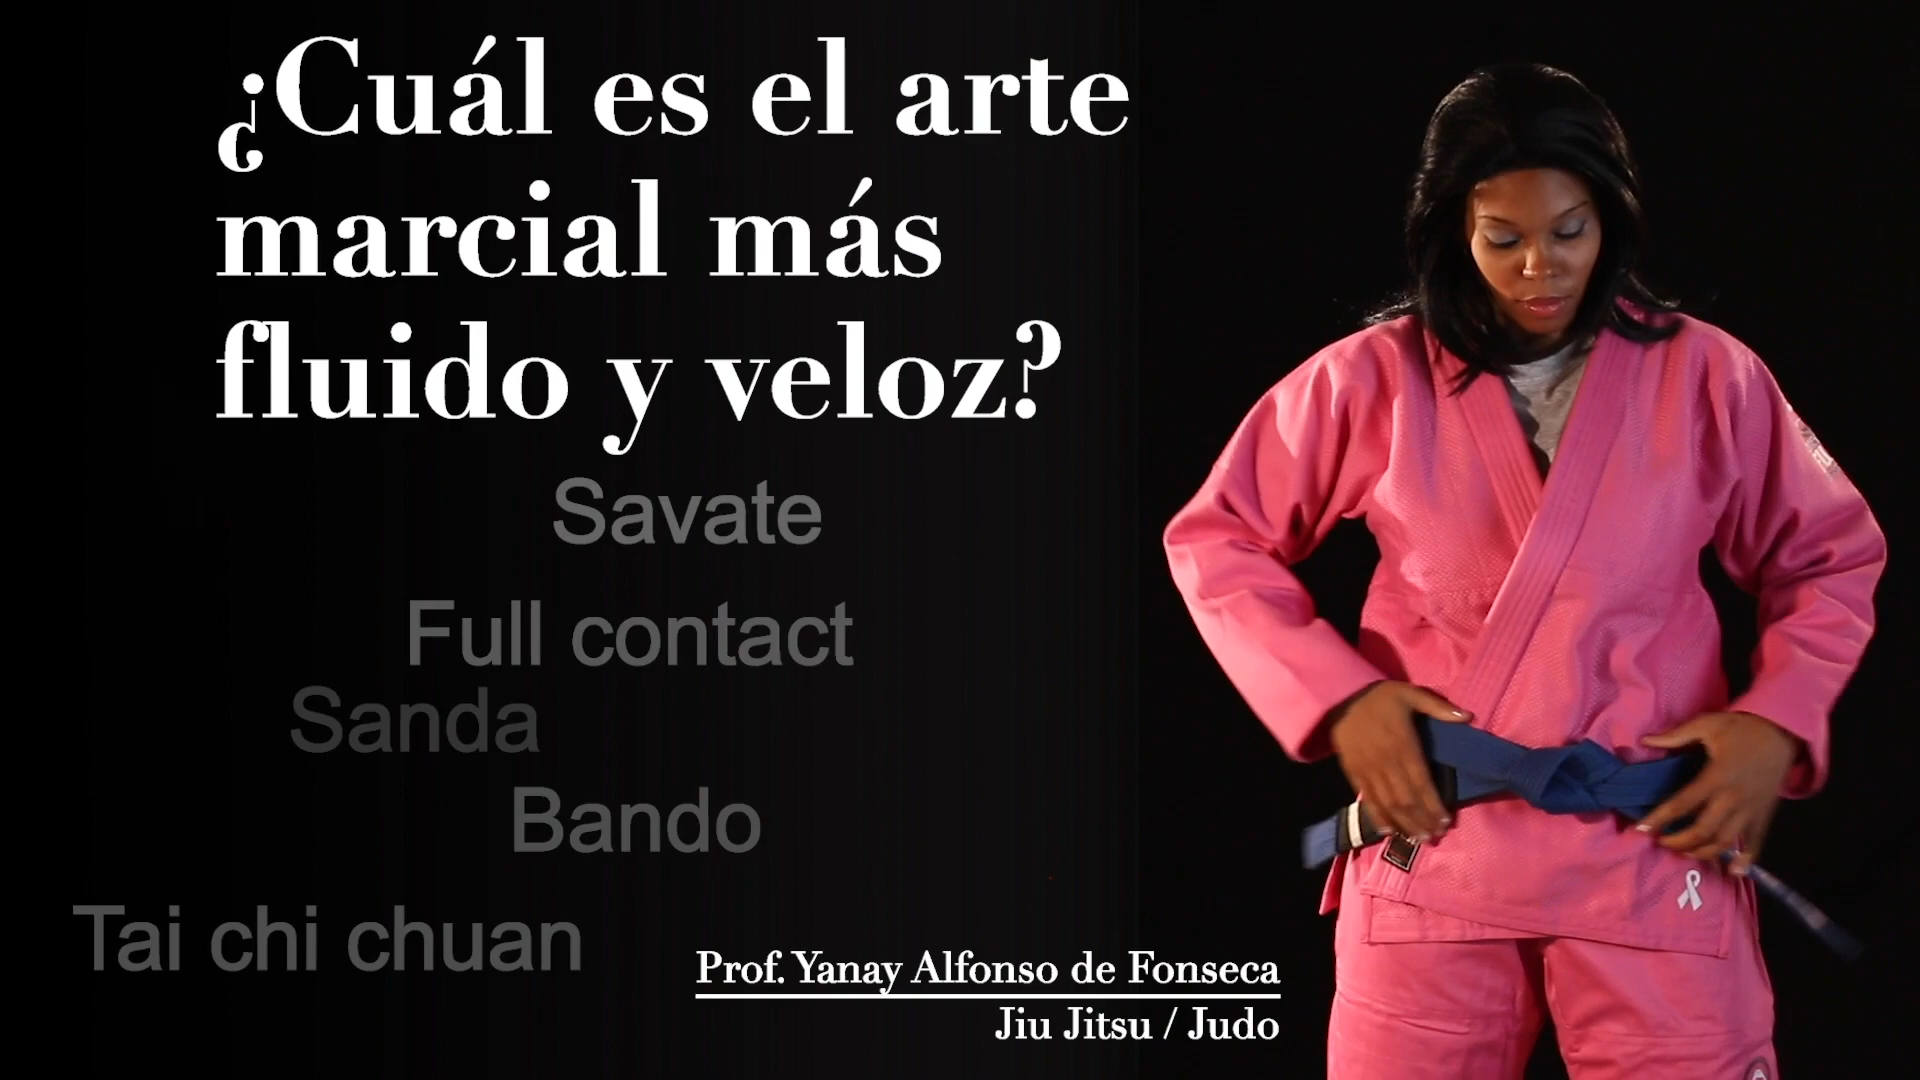 ¿Cuál es el arte
marcial más
fluido y veloz?
Savate
Full contact
Sanda
Bando
Tai chi chuan
Prof. Yanay Alfonso de Fonseca
Jiu Jitsu / Judo